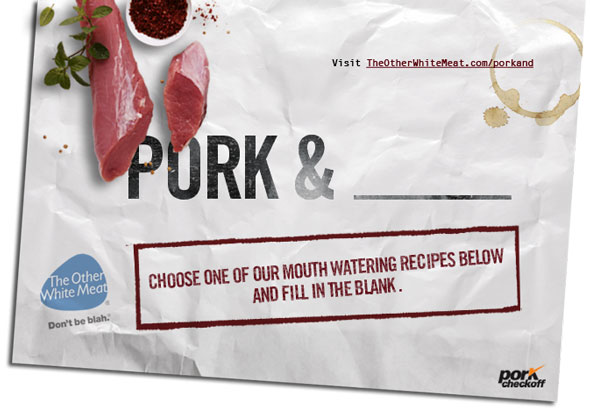 Visit TheOtherWhiteMeat.com/porkand
PORK & ______
CHOOSE ONE OF OUR MOUTH WATERING RECIPES BELOW
AND FILL IN THE BLANK .
The Other
White Meat®
Don't be blah.®
pork
checkoff